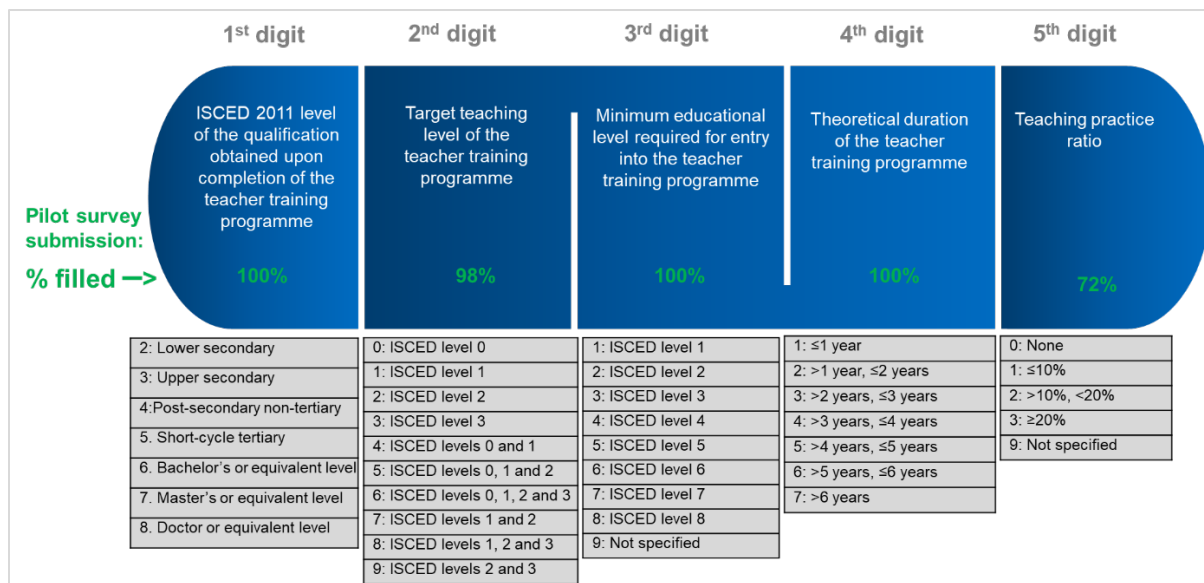 1st digit
2nd digit
3rd digit
4th digit
5th digit
ISCED 2011 level
of the qualification
obtained upon
completion of the
teacher training
programme
Target teaching
level of the
teacher training
programme
Minimum educational
level required for entry
into the teacher
training programme
Theoretical duration
of the teacher
training programme
Teaching practice
ratio
Pilot survey
submission:
% filled —>
100%
98%
100%
100%
72%
2: Lower secondary
3: Upper secondary
4:Post-secondary non-tertiary
5. Short-cycle tertiary
6. Bachelor’s or equivalent level
7. Master’s or equivalent level
8. Doctor or equivalent level
0: ISCED level 0
1: ISCED level 1
2: ISCED level 2
3: ISCED level 3
4: ISCED levels 0 and 1
5: ISCED levels 0, 1 and 2
6: ISCED levels 0, 1, 2 and 3
7: ISCED levels 1 and 2
8: ISCED levels 1, 2 and 3
9: ISCED levels 2 and 3
1: ISCED level 1
2: ISCED level 2
3: ISCED level 3
4: ISCED level 4
5: ISCED level 5
6: ISCED level 6
7: ISCED level 7
8: ISCED level 8
9: Not specified
1: ≤1 year
2: >1 year, ≤2 years
3: >2 years, ≤3 years
4: >3 years, ≤4 years
5: >4 years, ≤5 years
6: >5 years, ≤6 years
7: >6 years
0: None
1: ≤10%
2: >10%, <20%
3: ≥20%
9: Not specified